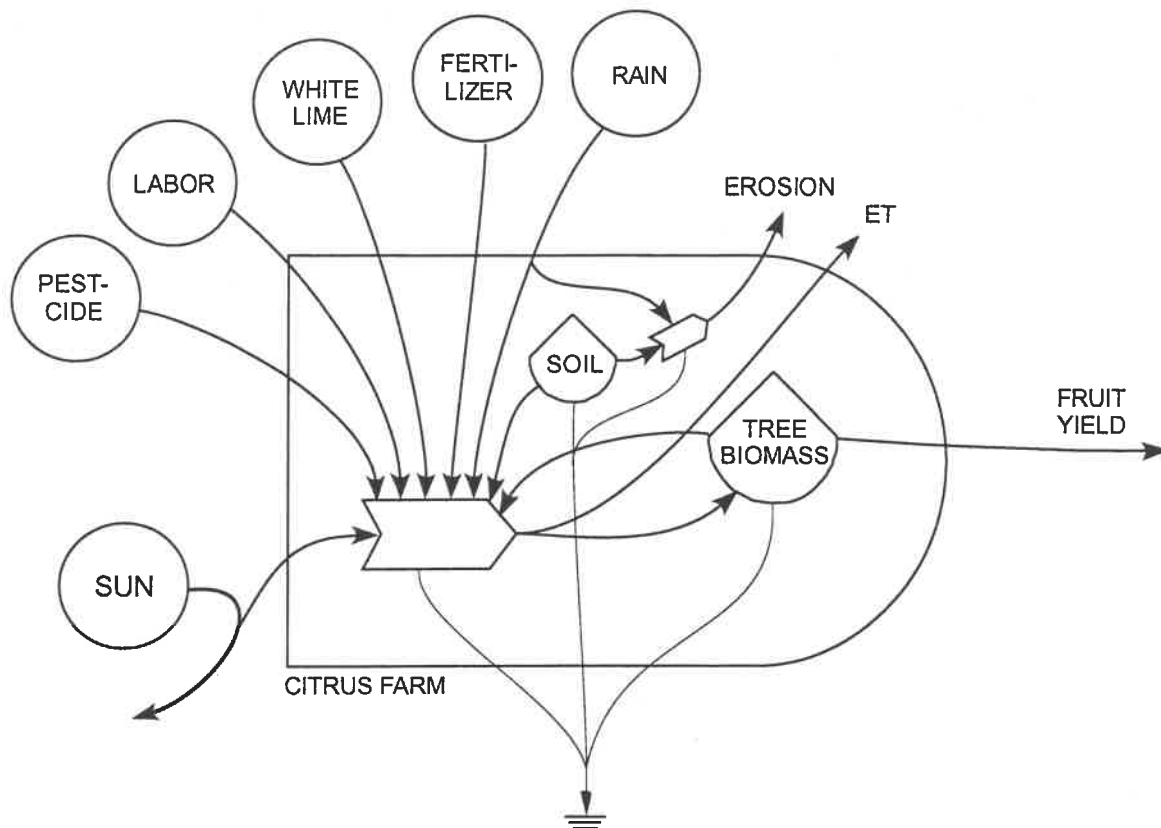 FERTI-
LIZER
RAIN
WHITE
LIME
LABOR
EROSION
ET
PEST-
CIDE
SOIL
TREE
BIOMASS
FRUIT
YIELD
SUN
CITRUS FARM